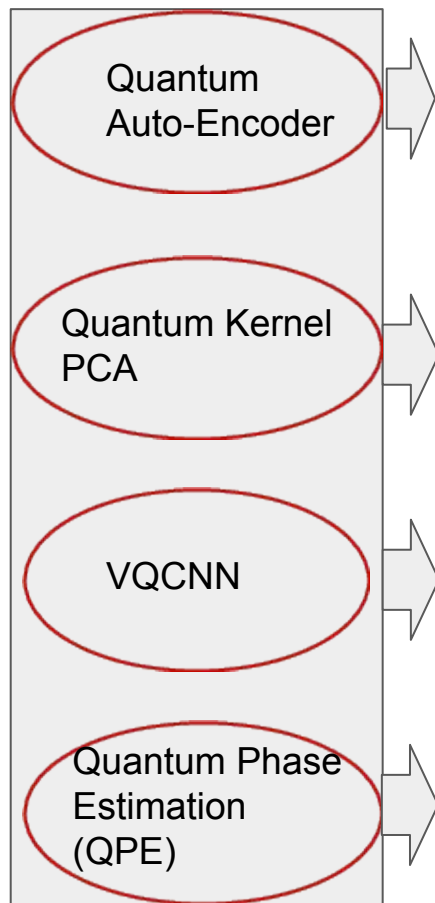 Quantum
Auto-Encoder
Quantum Kernel
PCA
VQCNN
Quantum Phase
Estimation
(QPE)